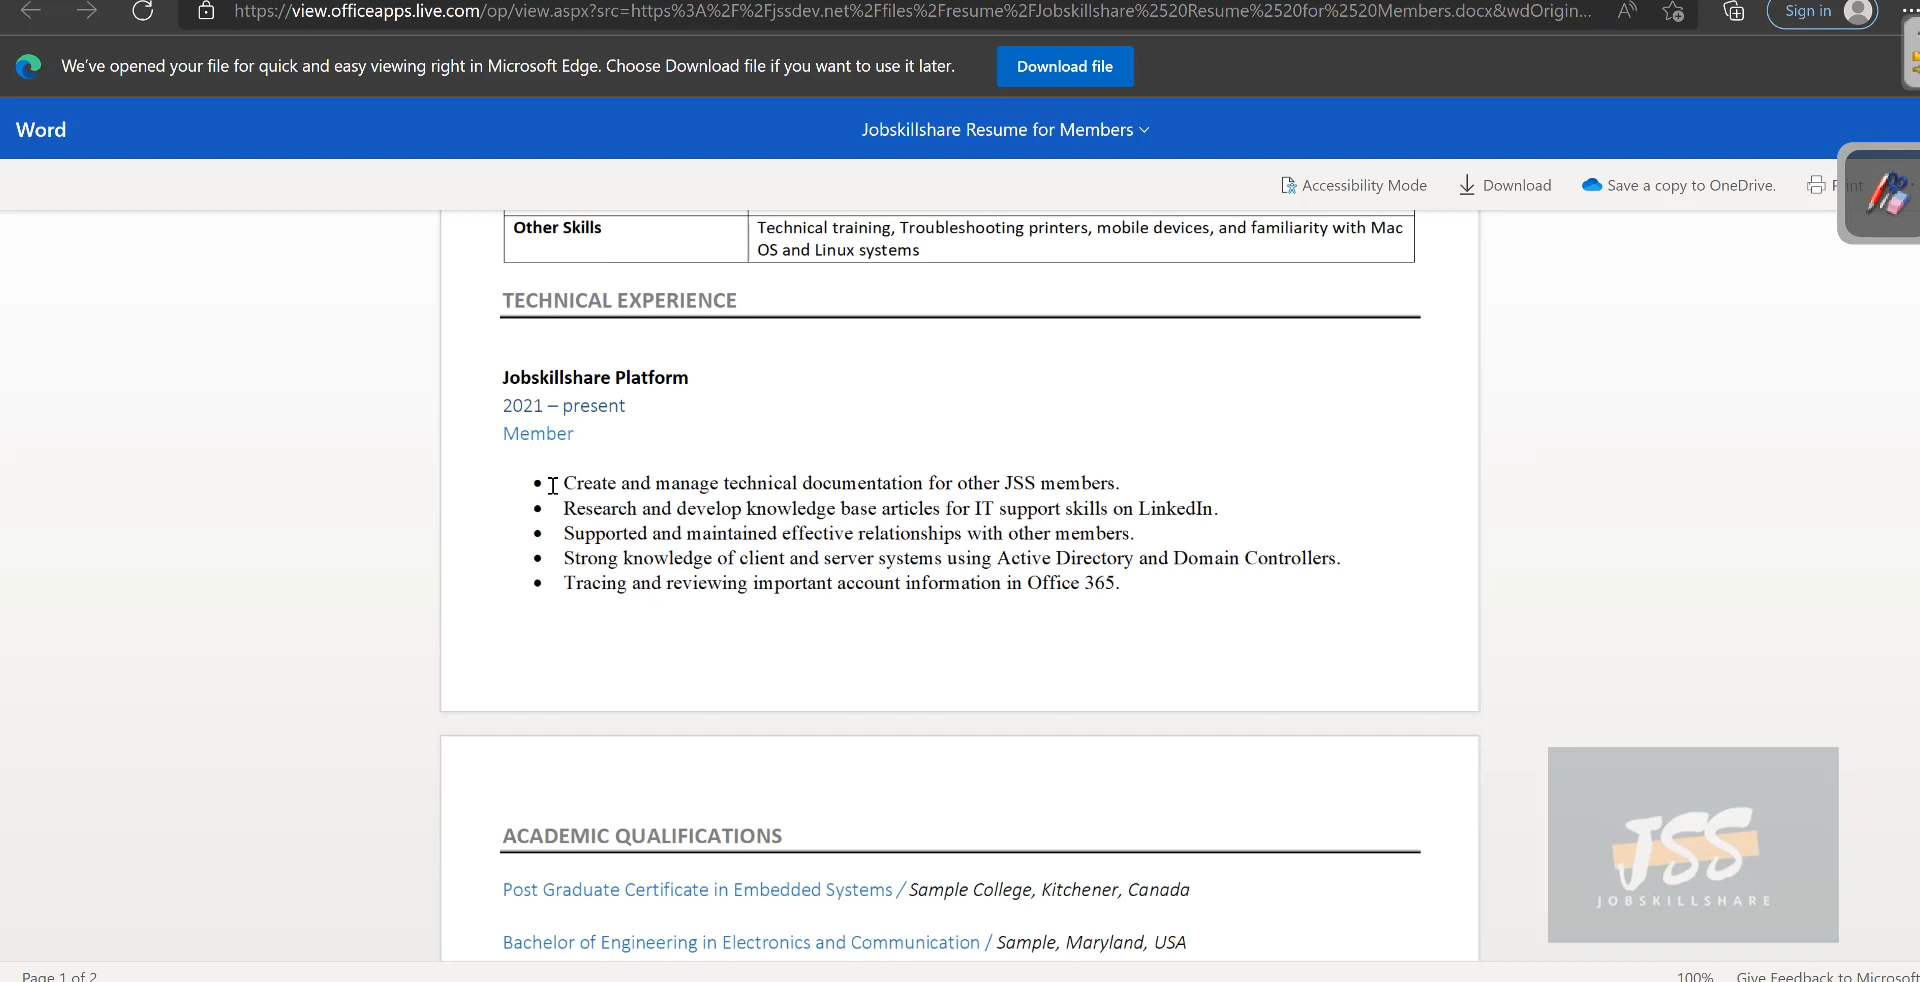 https://view.officeapps.live.com/op/view.aspx?src=https%3A%2F%2Fjssdev.net%2Ffiles%2Fresume%2FJobskillshare%2520Resume%2520for%2520Members.docx&wdOrigin...
Sign in
We've opened your file for quick and easy viewing right in Microsoft Edge. Choose Download file if you want to use it later.
Download file
Word
Jobskillshare Resume for Members
Accessibility Mode
Download
Save a copy to OneDrive.
Print
Other Skills
Technical training, Troubleshooting printers, mobile devices, and familiarity with Mac
OS and Linux systems
TECHNICAL EXPERIENCE
Jobskillshare Platform
2021 – present
Member
• Create and manage technical documentation for other JSS members.
• Research and develop knowledge base articles for IT support skills on LinkedIn.
• Supported and maintained effective relationships with other members.
• Strong knowledge of client and server systems using Active Directory and Domain Controllers.
• Tracing and reviewing important account information in Office 365.
ACADEMIC QUALIFICATIONS
Post Graduate Certificate in Embedded Systems / Sample College, Kitchener, Canada
Bachelor of Engineering in Electronics and Communication / Sample, Maryland, USA
JSS
JOBSKILLSHARE
Page 1 of 2
100%
Give Feedback to Microsoft